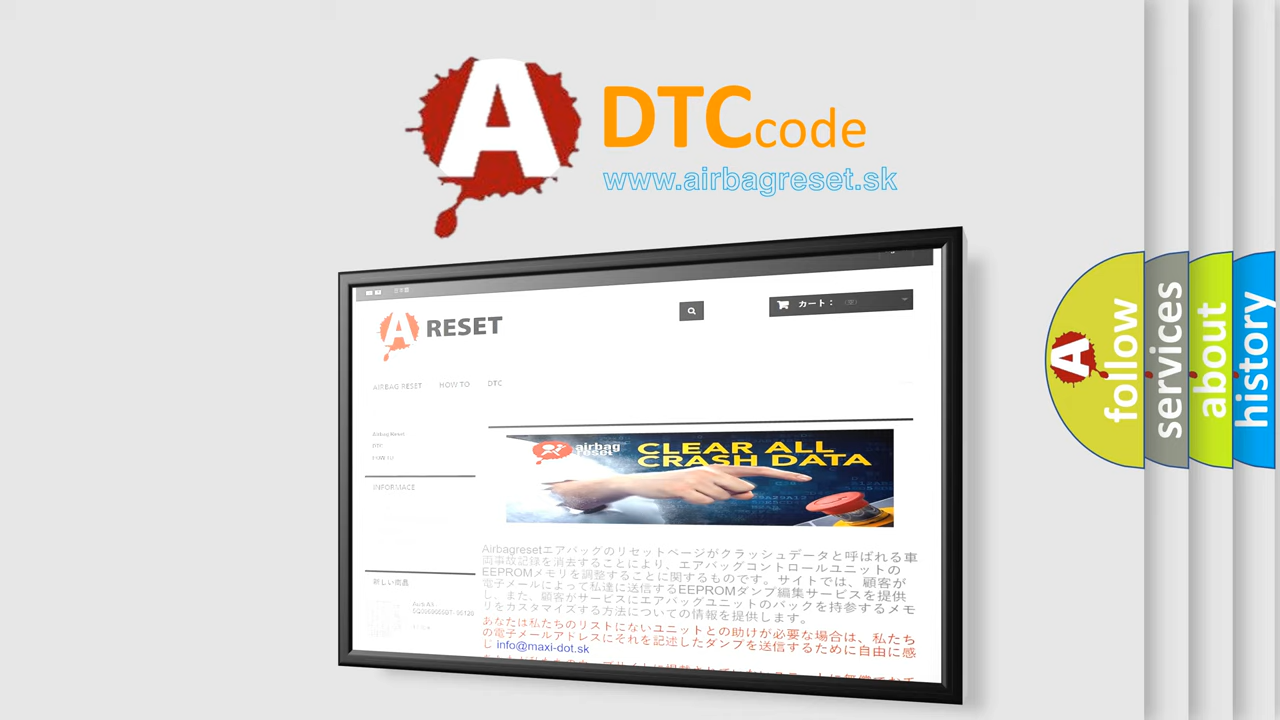 A DTC code
www.airbagreset.sk
日本語
A RESET
カート： (空)
AIRBAG RESET HOW TO DTC
Airbag Reset
DTC
HOW TO
INFORMACE
airbag reset
CLEAR ALL
CRASH DATA
Airbagresetエアバックのリセットページがクラッシュデータと呼ばれる車
両事故記録を消去することにより、エアバッグコントロールユニットの
EEPROMメモリを調整することに関するものです。サイトでは、顧客が
電子メールによって私達に送信するEEPROMダンプ編集サービスを提供
し、また、顧客がサービスにエアバッグユニットのバックを持参するメモ
リをカスタマイズする方法についての情報を提供します。
あなたは私たちのリストにないユニットとの助けが必要な場合は、私たち
の電子メールアドレスにそれを記述したダンプを送信するために自由に感
じ info@maxi-dot.sk
新しい商品
A follow
services
about
history